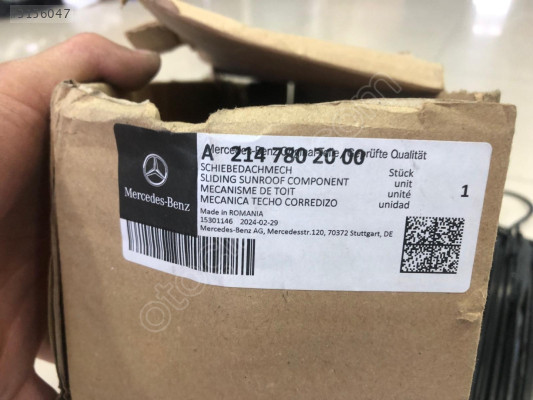 Mercedes-Benz
A 214 780 20 00
SCHIEBEDACHMECH
SLIDING SUNROOF COMPONENT
MECANISME DE TOIT
MECANICA TECHO CORREDIZO
Stück
unit
unité
unidad
1
Made in ROMANIA
15301146 2024-02-29
Mercedes-Benz AG, Mercedesstr.120, 70372 Stuttgart, DE
Mercedes-Benz Qualität